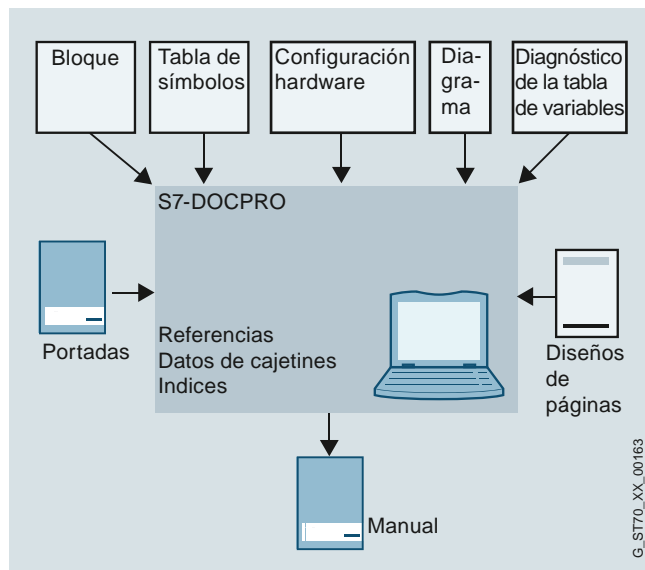 Bloque
Tabla de
símbolos
Configuración
hardware
Dia-
gra-
ma
Diagnóstico
de la tabla
de variables
S7-DOCPRO
Portadas
Referencias
Datos de cajetines
Indices
Diseños
de
páginas
Manual
G_ST70_XX_00163